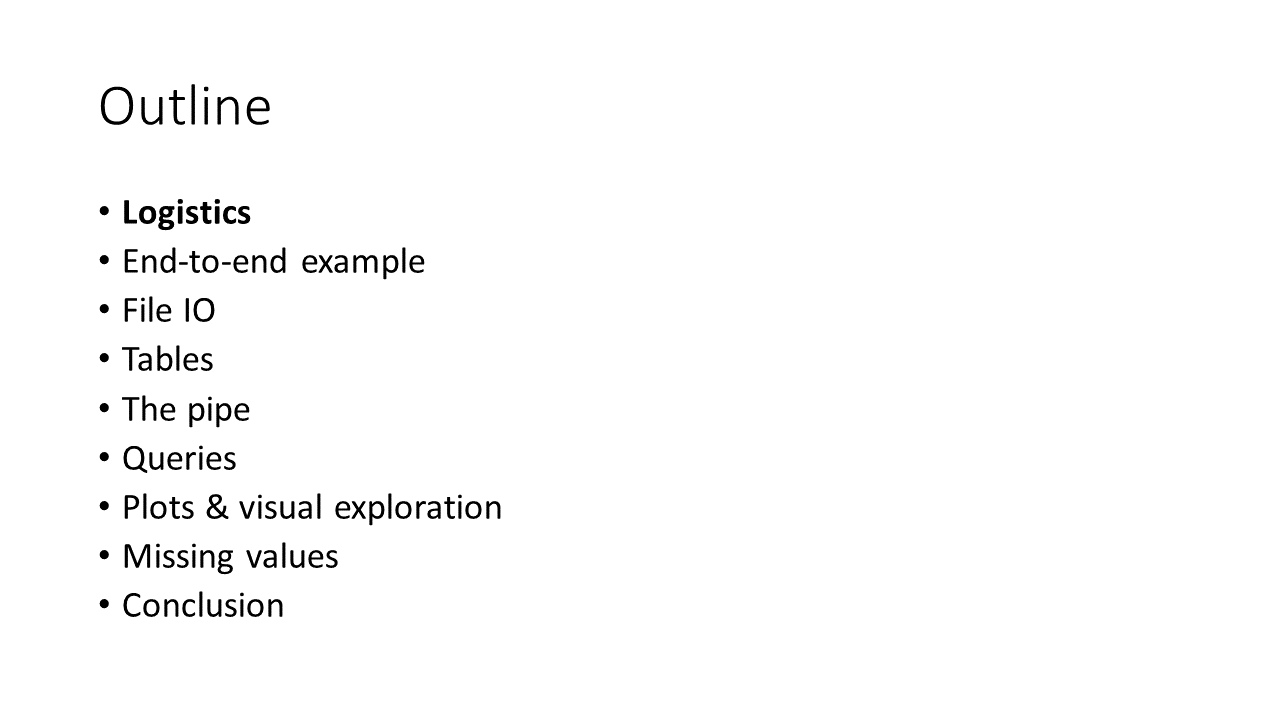 Outline
• Logistics
• End-to-end example
• File IO
• Tables
• The pipe
• Queries
• Plots & visual exploration
• Missing values
• Conclusion